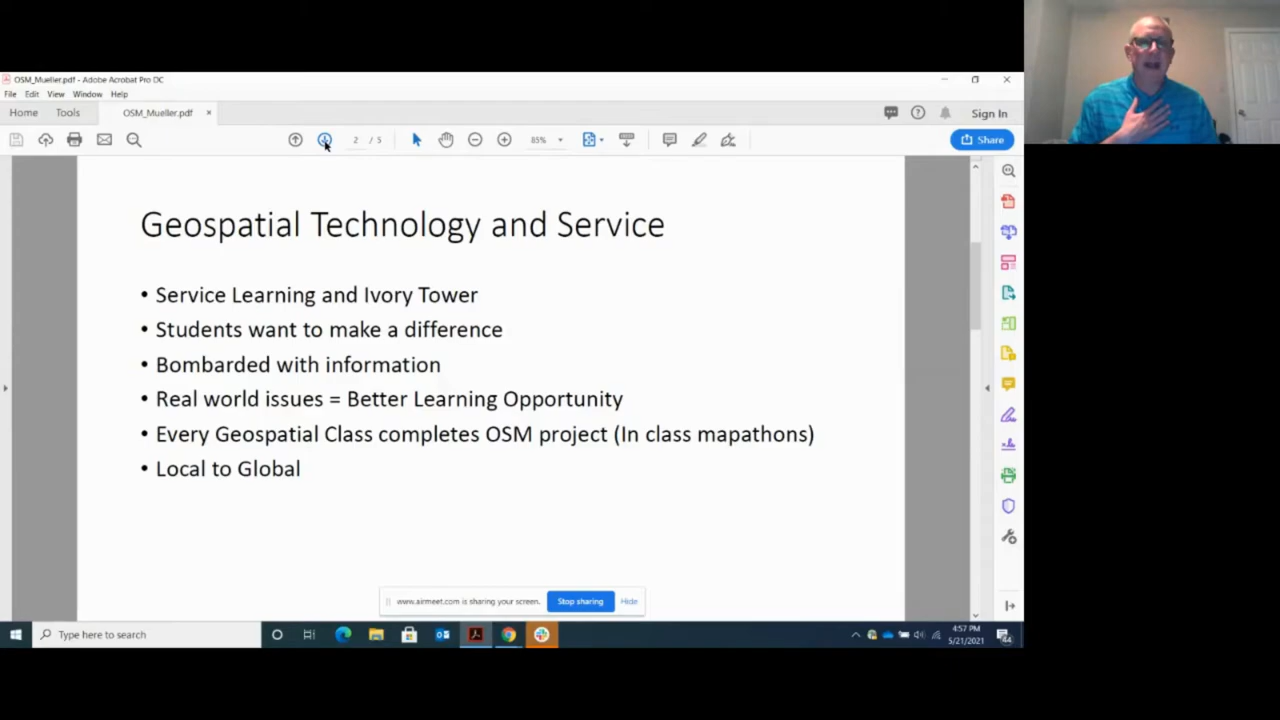 OSM_Mueller.pdf - Adobe Acrobat Pro DC
File Edit View Window Help
Home Tools OSM_Mueller.pdf × Sign In
2 / 5 85% Share
Geospatial Technology and Service
• Service Learning and Ivory Tower
• Students want to make a difference
• Bombarded with information
• Real world issues = Better Learning Opportunity
• Every Geospatial Class completes OSM project (In class mapathons)
• Local to Global
www.airmeet.com is sharing your screen. Stop sharing Hide
Type here to search
4:57 PM
5/21/2021
44